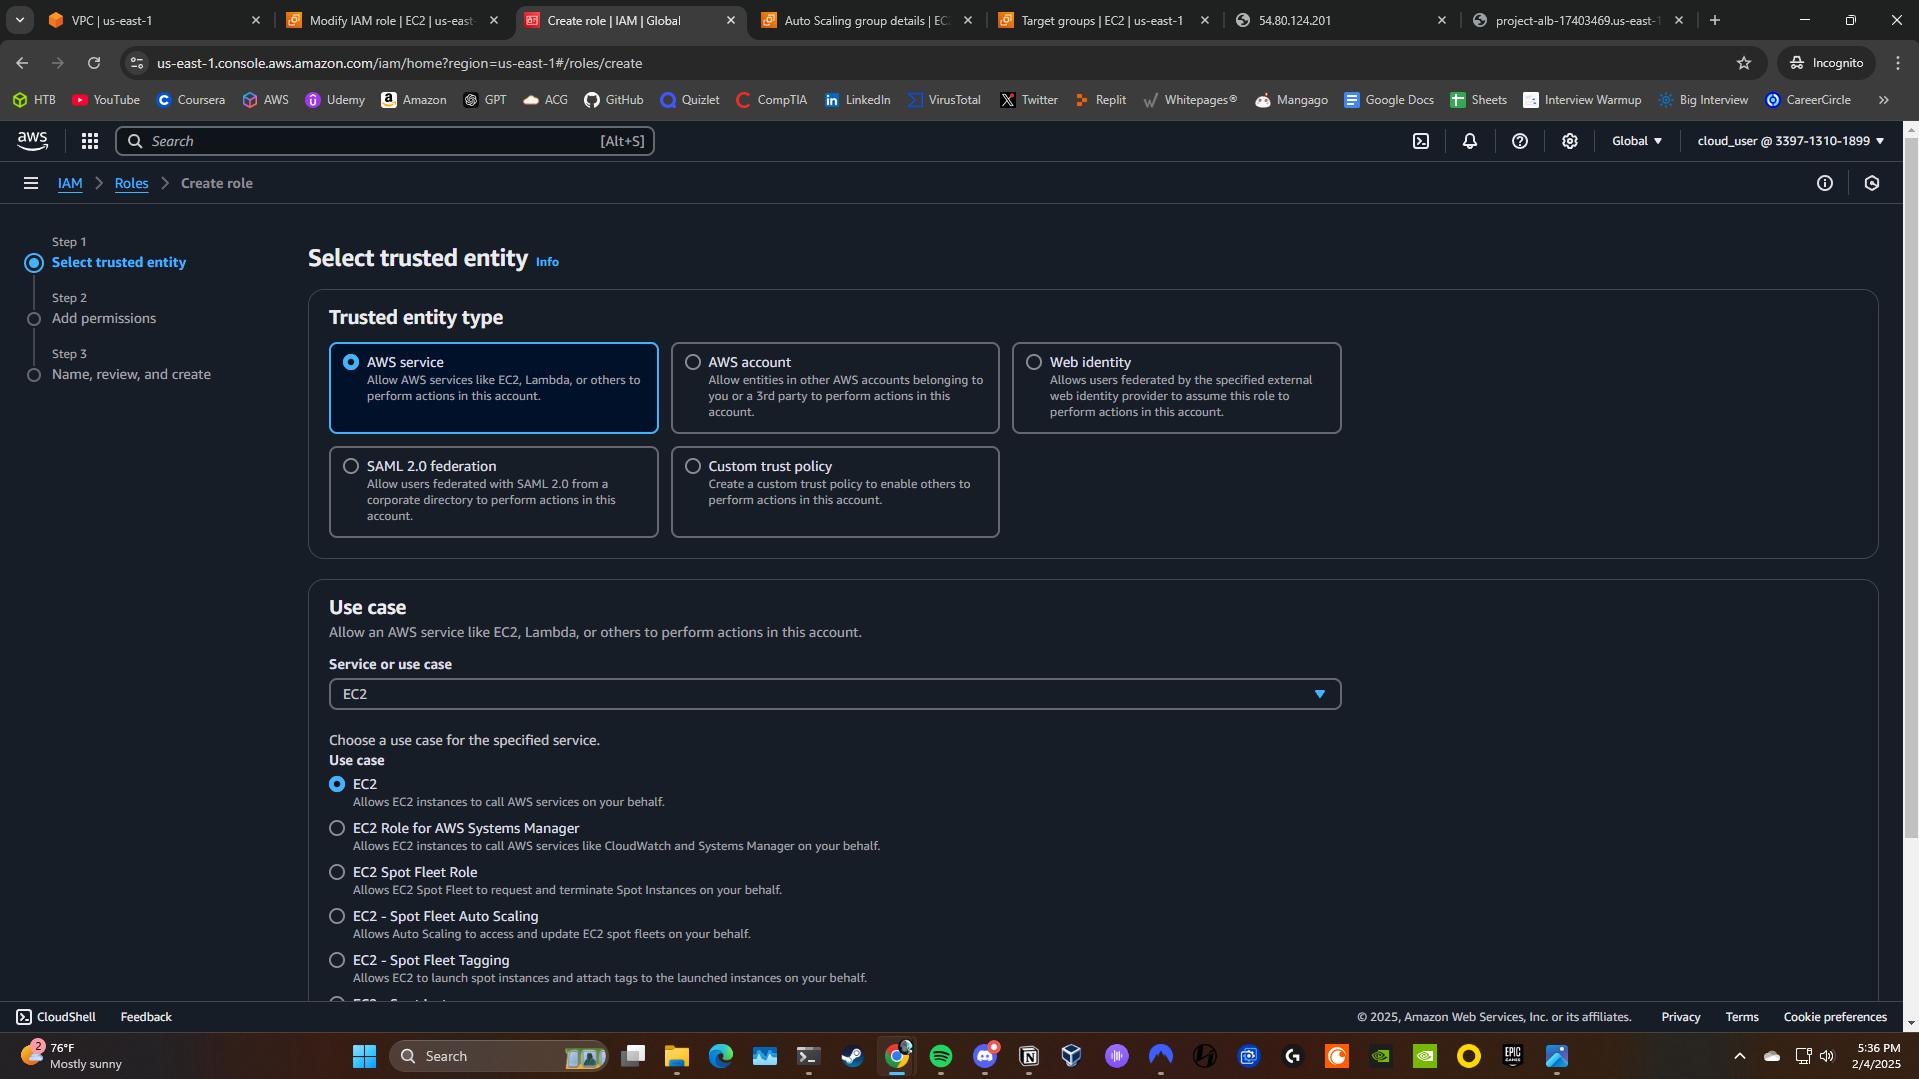 VPC | us-east-1
Modify IAM role | EC2 | us-east-
Create role | IAM | Global
Auto Scaling group details | EC
Target groups | EC2 | us-east-1
54.80.124.201
project-alb-17403469.us-east-1
us-east-1.console.aws.amazon.com/iam/home?region=us-east-1#/roles/create
Incognito
HTB
YouTube
Coursera
AWS
Udemy
Amazon
GPT
ACG
GitHub
Quizlet
CompTIA
LinkedIn
VirusTotal
Twitter
Replit
Whitepages®
Mangago
Google Docs
Sheets
Interview Warmup
Big Interview
CareerCircle
aws
Search
[Alt+S]
Global
cloud_user @ 3397-1310-1899
IAM
Roles
Create role
Step 1
Select trusted entity
Step 2
Add permissions
Step 3
Name, review, and create
Select trusted entity Info
Trusted entity type
AWS service
Allow AWS services like EC2, Lambda, or others to
perform actions in this account.
AWS account
Allow entities in other AWS accounts belonging to
you or a 3rd party to perform actions in this
account.
Web identity
Allows users federated by the specified external
web identity provider to assume this role to
perform actions in this account.
SAML 2.0 federation
Allow users federated with SAML 2.0 from a
corporate directory to perform actions in this
account.
Custom trust policy
Create a custom trust policy to enable others to
perform actions in this account.
Use case
Allow an AWS service like EC2, Lambda, or others to perform actions in this account.
Service or use case
EC2
Choose a use case for the specified service.
Use case
EC2
Allows EC2 instances to call AWS services on your behalf.
EC2 Role for AWS Systems Manager
Allows EC2 instances to call AWS services like CloudWatch and Systems Manager on your behalf.
EC2 Spot Fleet Role
Allows EC2 Spot Fleet to request and terminate Spot Instances on your behalf.
EC2 - Spot Fleet Auto Scaling
Allows Auto Scaling to access and update EC2 spot fleets on your behalf.
EC2 - Spot Fleet Tagging
Allows EC2 to launch spot instances and attach tags to the launched instances on your behalf.
CloudShell
Feedback
© 2025, Amazon Web Services, Inc. or its affiliates.
Privacy
Terms
Cookie preferences
2
76°F
Mostly sunny
Search
EPIC
GAMES
5:36 PM
2/4/2025